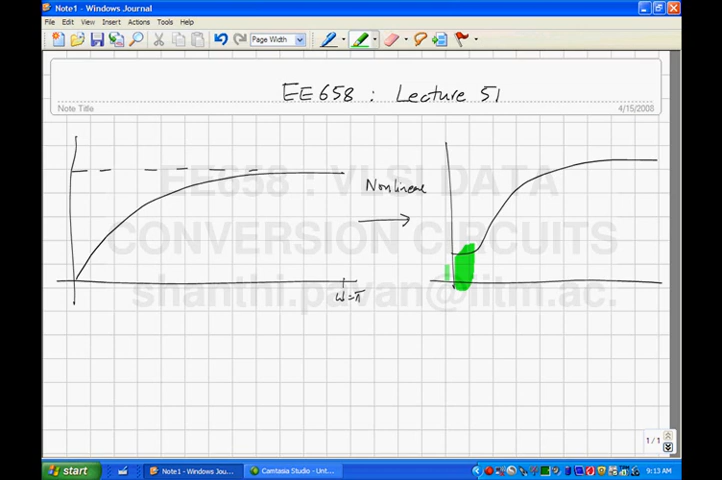 Note1 - Windows Journal
File Edit View Insert Actions Tools Help
Page Width
EE658 : Lecture 51
Note Title
4/15/2008
EE658 : VLSI DATA
CONVERSION CIRCUITS
shanthi.pavan@iitm.ac.
Nonlinear
ω=π
1/1
start
Note1 - Windows Jou...
Camtasia Studio - Unt...
9:13 AM